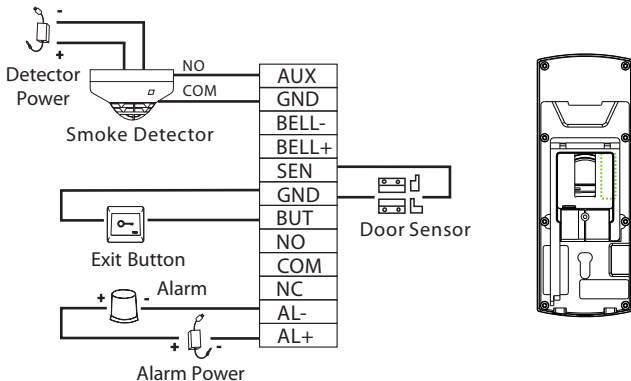 -
+
Detector
Power
NO
COM
Smoke Detector
AUX
GND
BELL-
BELL+
SEN
GND
BUT
NO
COM
NC
AL-
AL+
Door Sensor
Exit Button
Alarm
+ -
+ -
Alarm Power